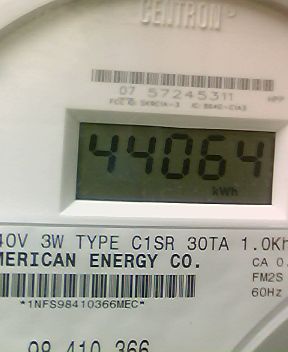 CENTRON
07 57245311
44064
kWh
40V 3W TYPE C1SR 30TA 1.0Kh
MERICAN ENERGY CO.
CA 0.
FM2S
60Hz
*1NFS98410366MEC*
98 410 366